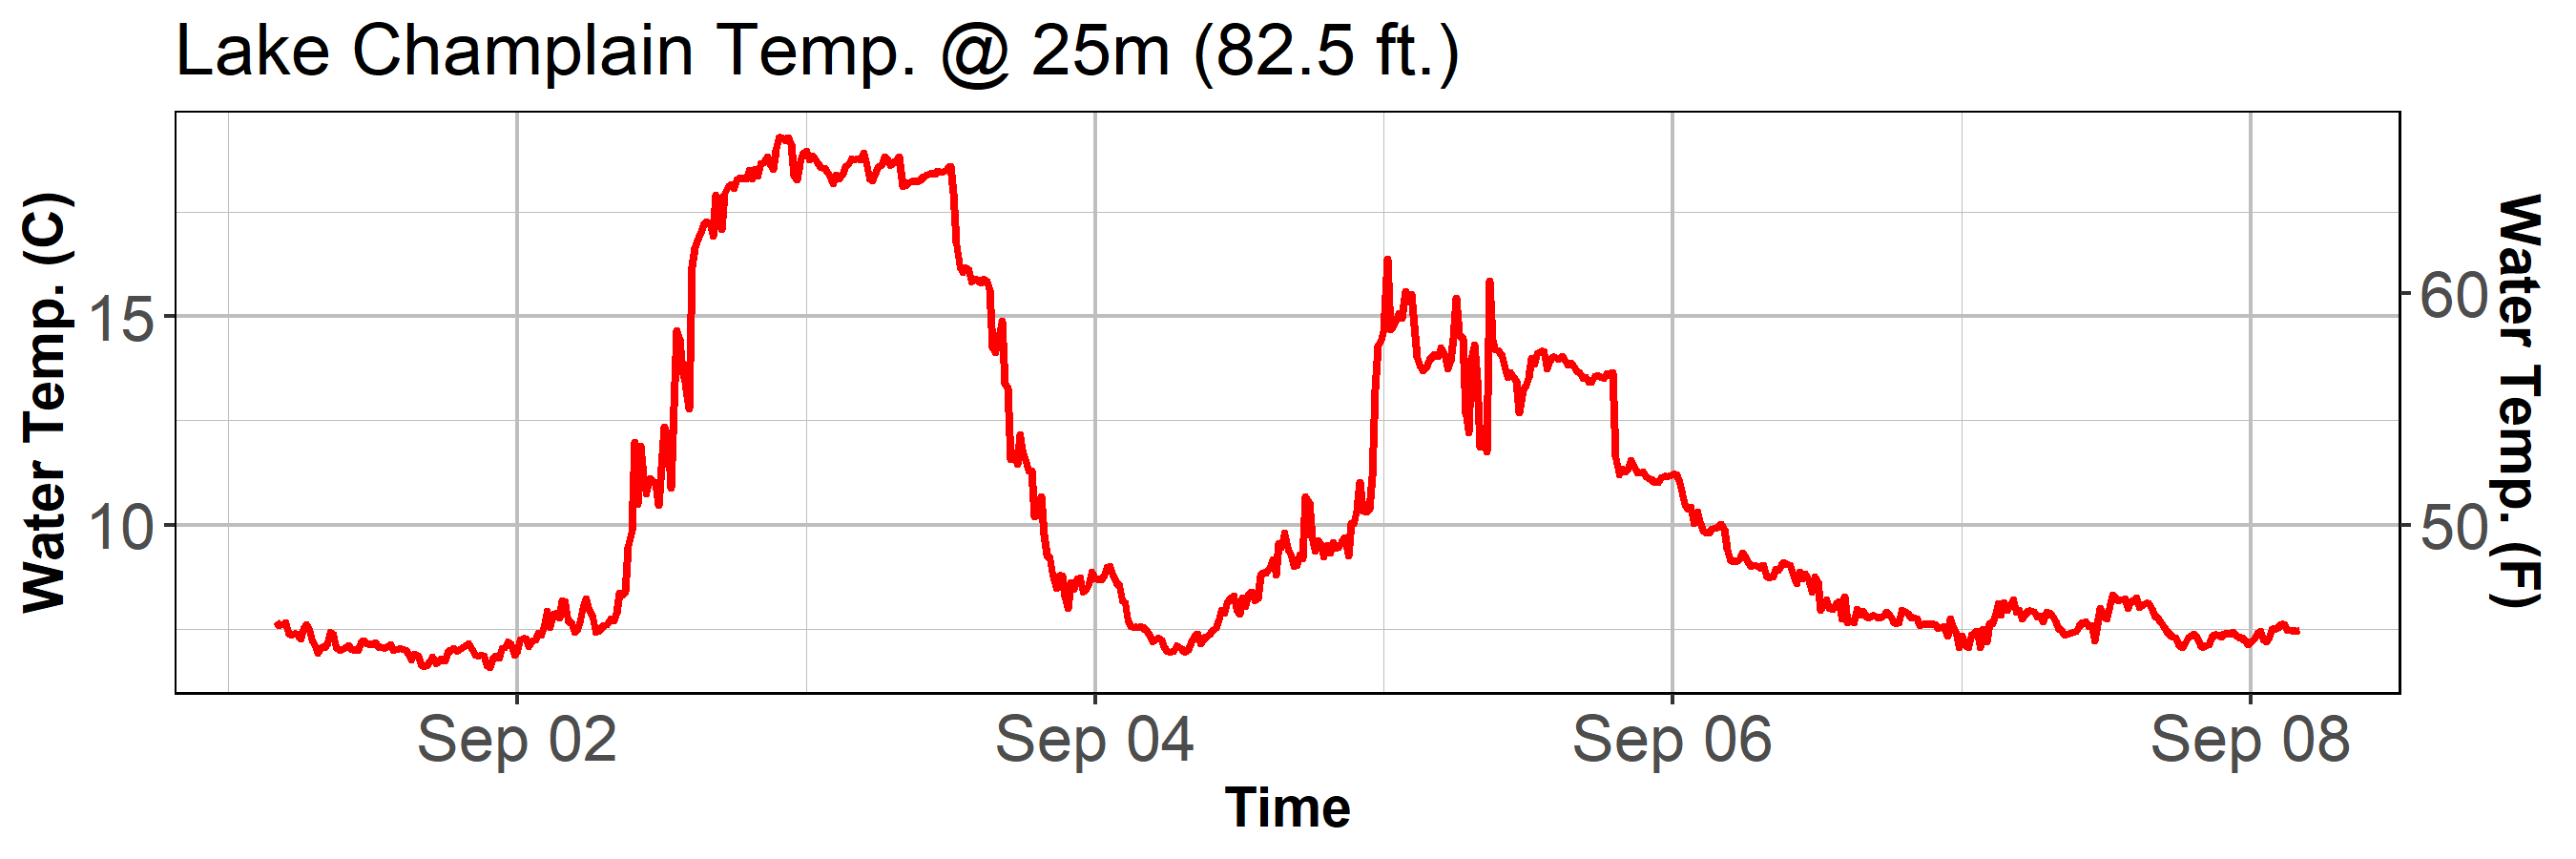 Lake Champlain Temp. @ 25m (82.5 ft.)
Water Temp. (C)
15
10
60
50
Water Temp. (F)
Sep 02
Sep 04
Sep 06
Sep 08
Time